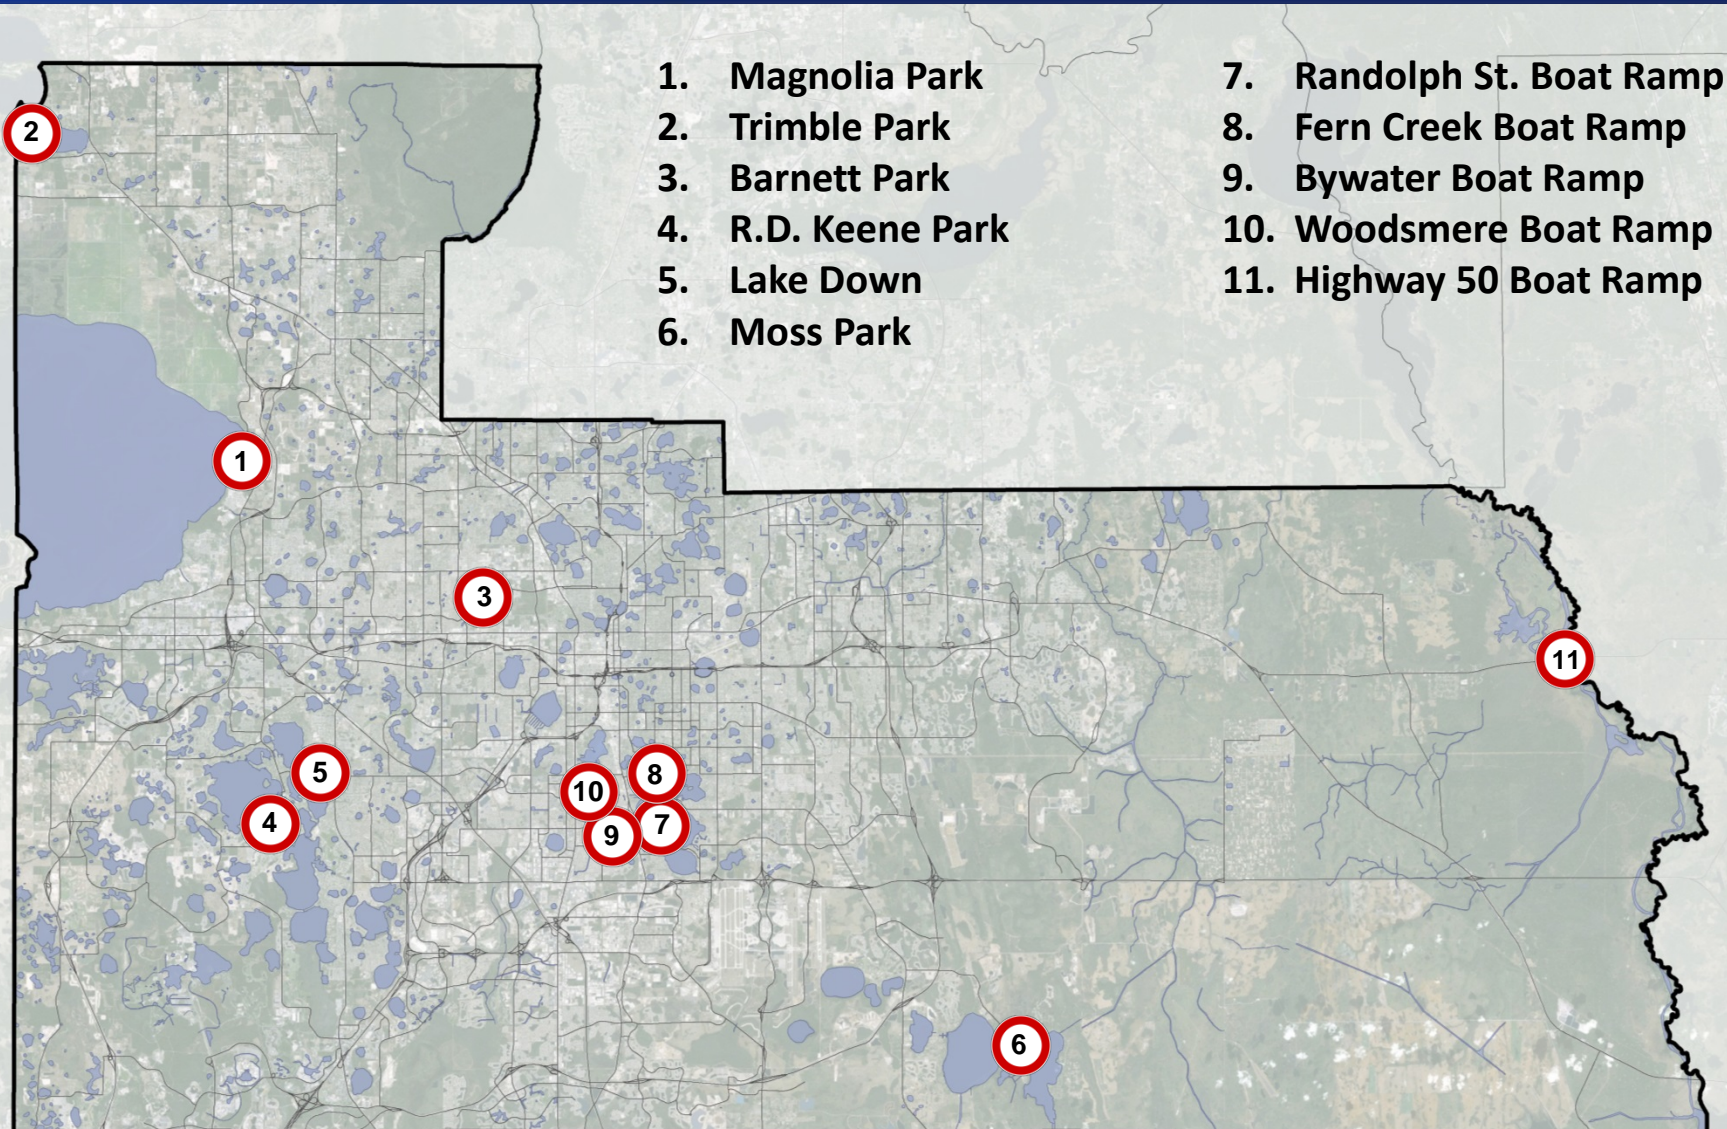 1. Magnolia Park
2. Trimble Park
3. Barnett Park
4. R.D. Keene Park
5. Lake Down
6. Moss Park
7. Randolph St. Boat Ramp
8. Fern Creek Boat Ramp
9. Bywater Boat Ramp
10. Woodsmere Boat Ramp
11. Highway 50 Boat Ramp
2
1
3
11
5
8
10
4
7
9
6